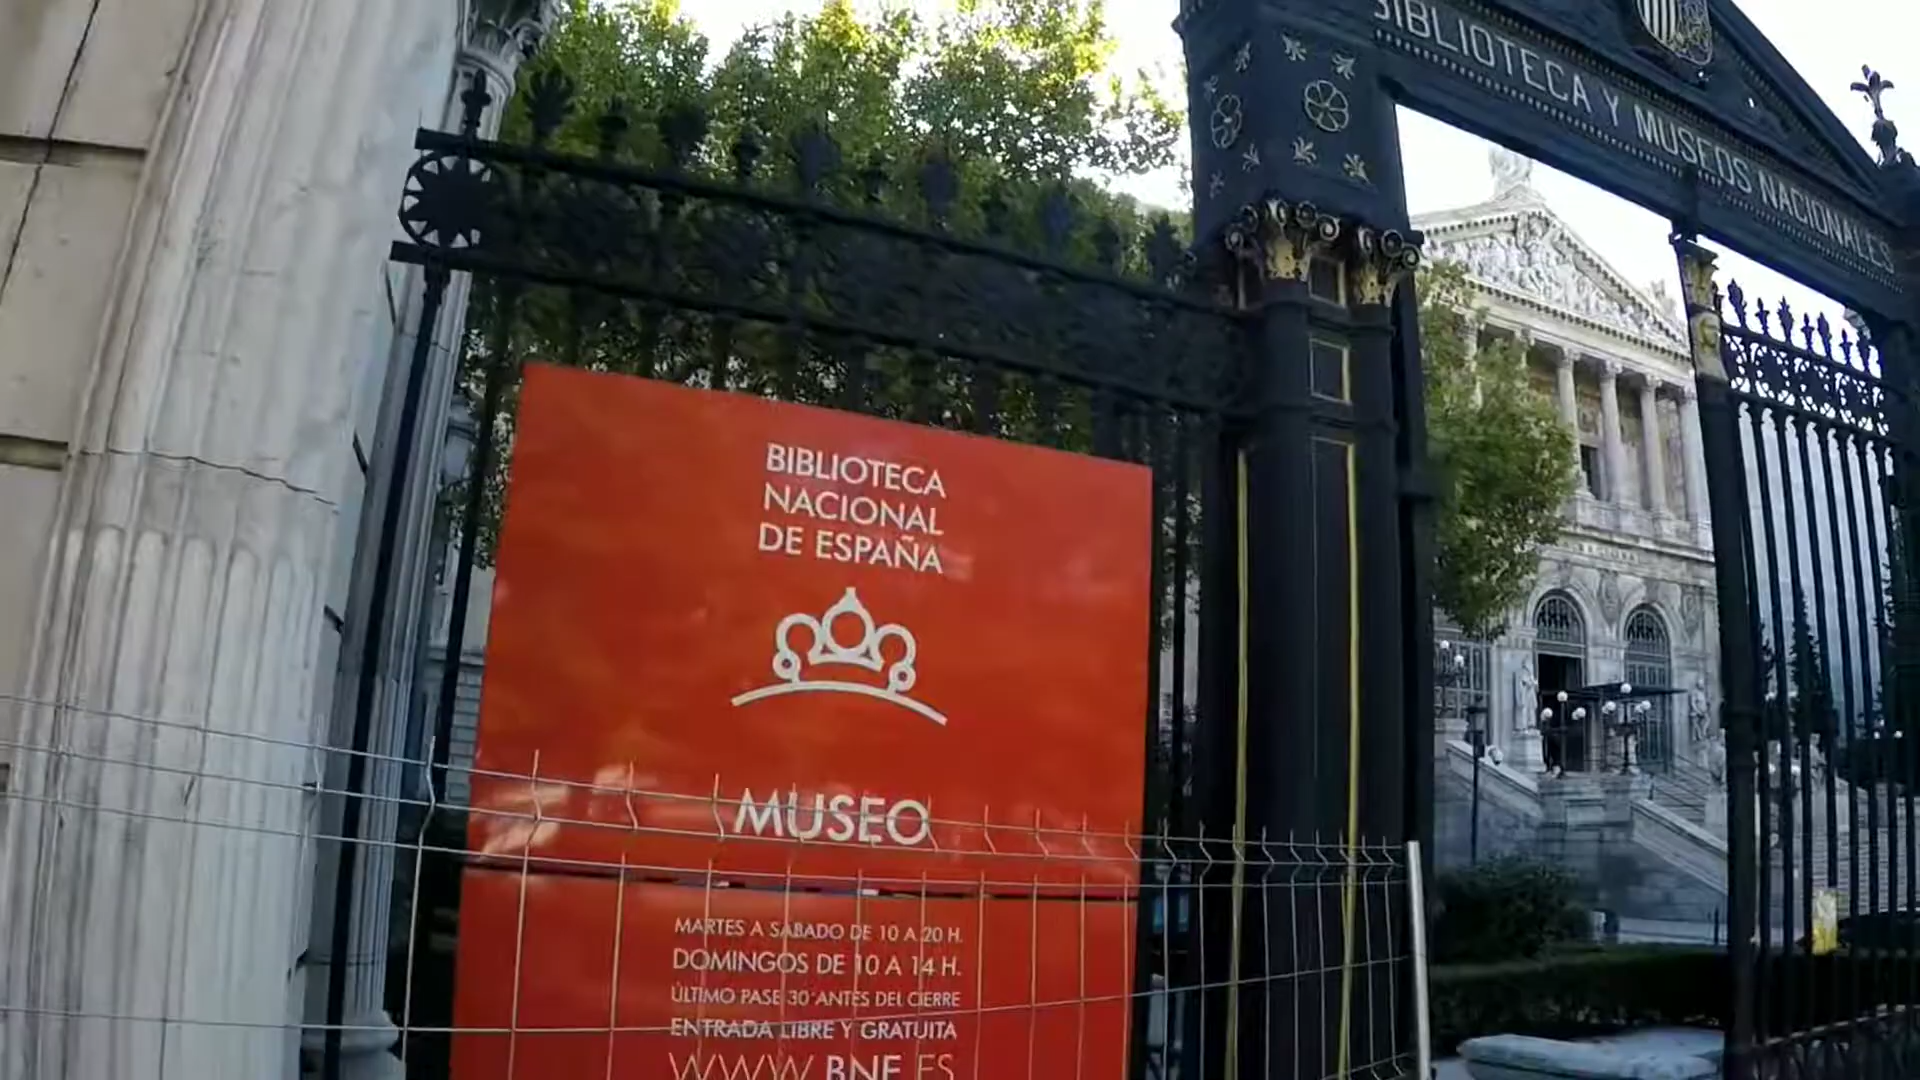 BIBLIOTECA Y MUSEOS NACIONALES
BIBLIOTECA
NACIONAL
DE ESPAÑA
MUSEO
MARTES A SÁBADO DE 10 A 20 H.
DOMINGOS DE 10 A 14 H.
ÚLTIMO PASE 30' ANTES DEL CIERRE
ENTRADA LIBRE Y GRATUITA
WWW.BNE.ES